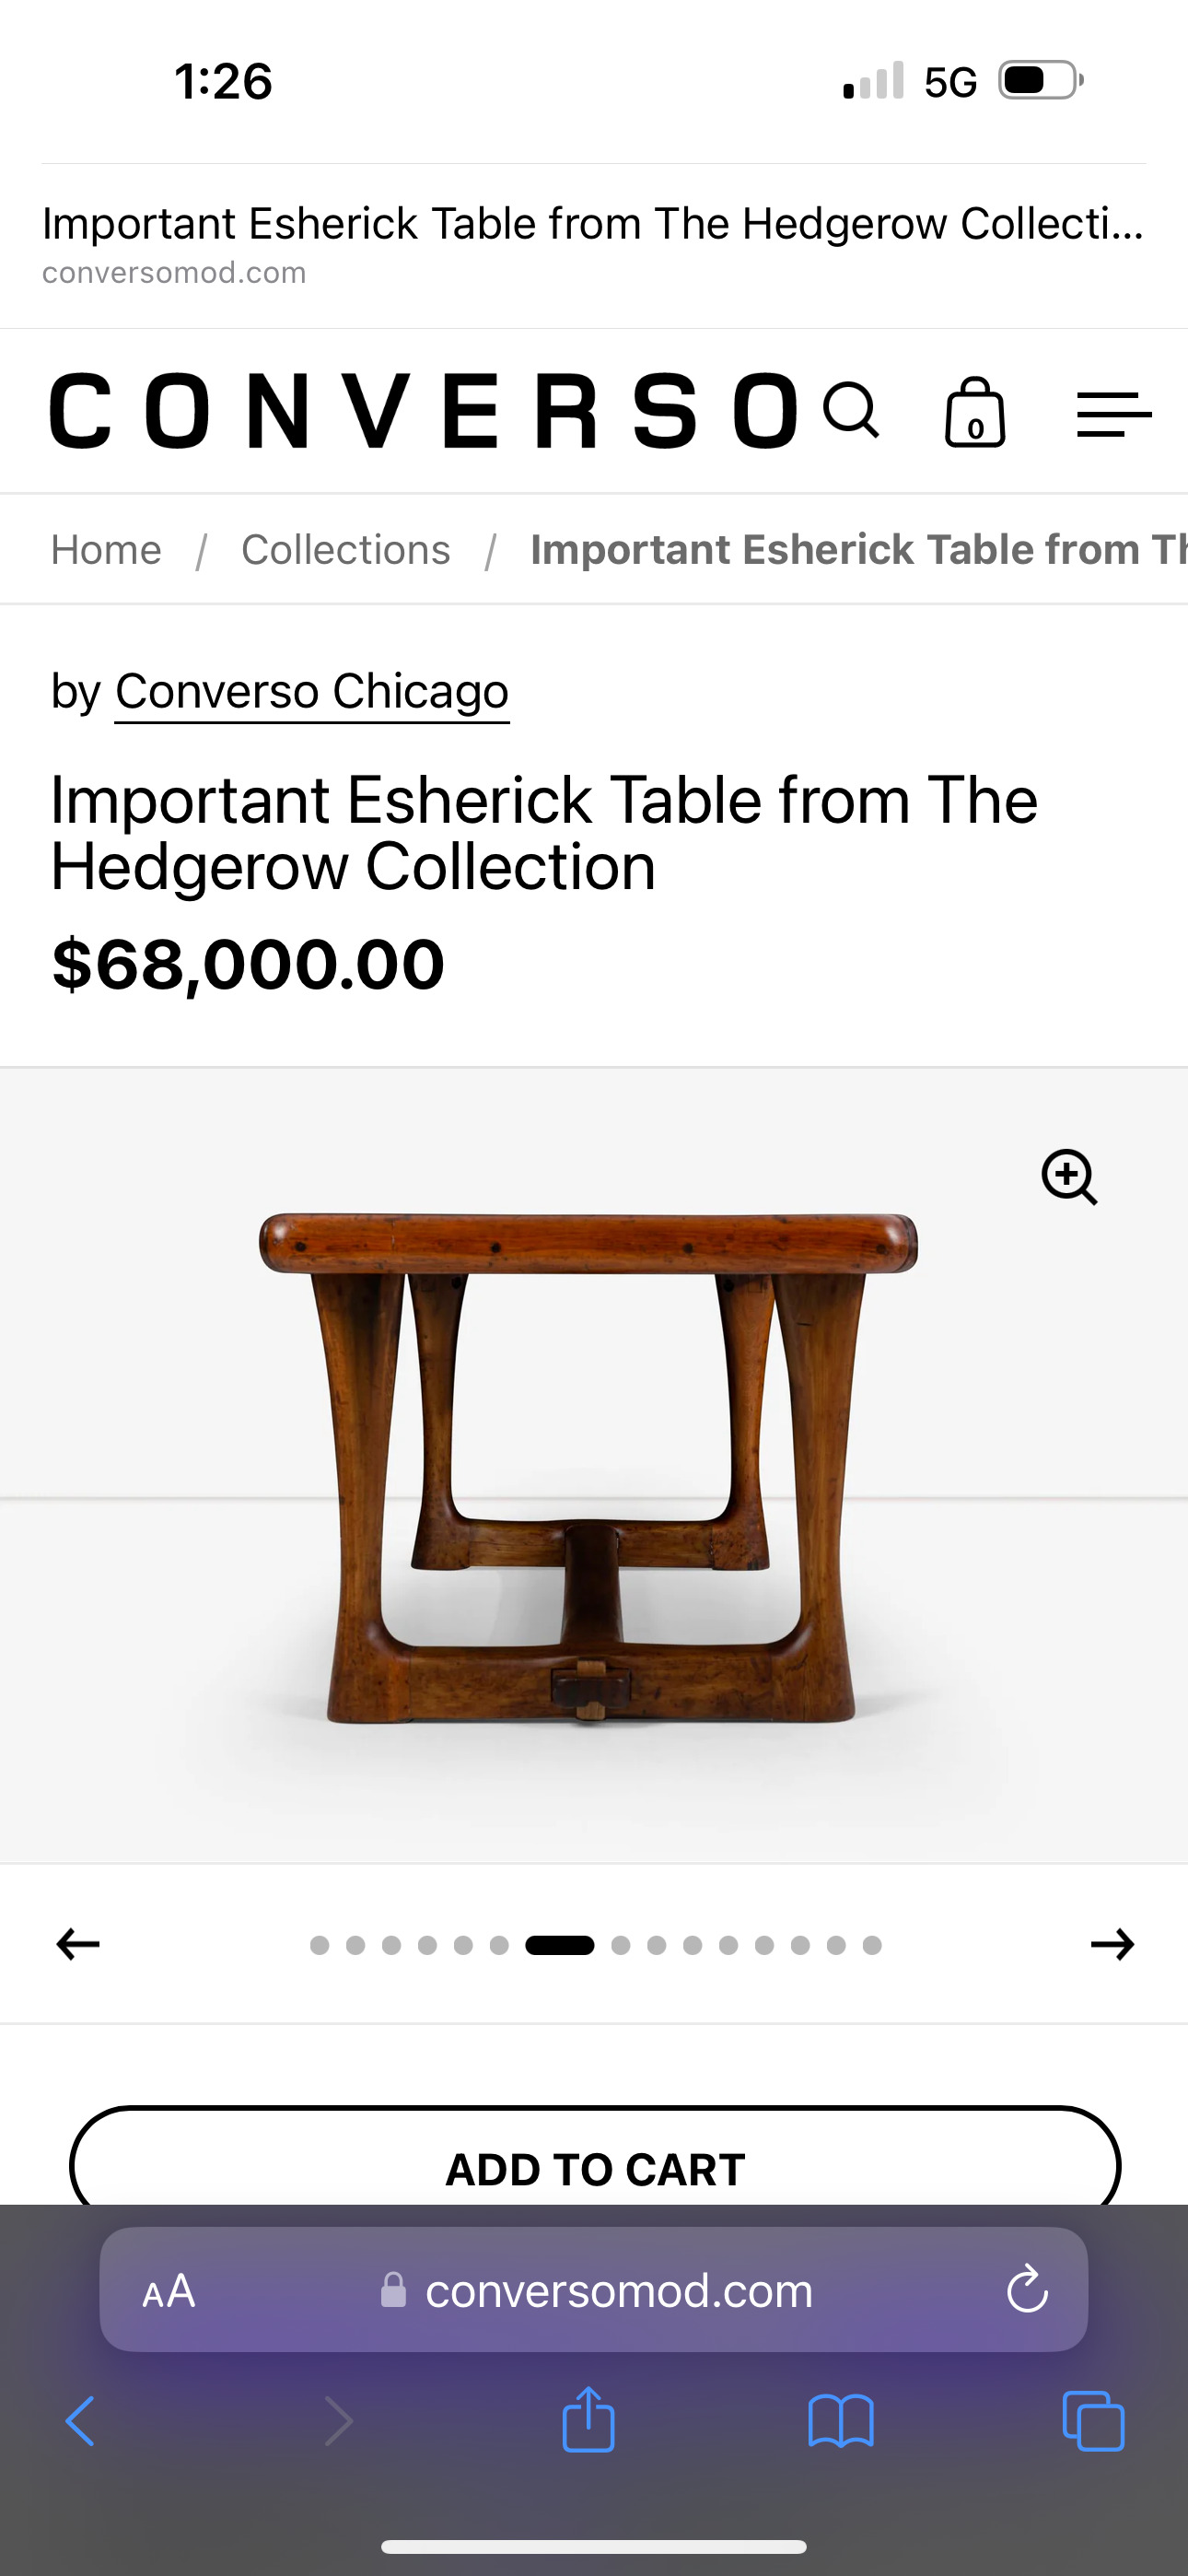 1:26
5G
Important Esherick Table from The Hedgerow Collecti...
conversomod.com
CONVERSO
0
Home / Collections / Important Esherick Table from Th
by Converso Chicago
Important Esherick Table from The
Hedgerow Collection
$68,000.00
ADD TO CART
AA conversomod.com